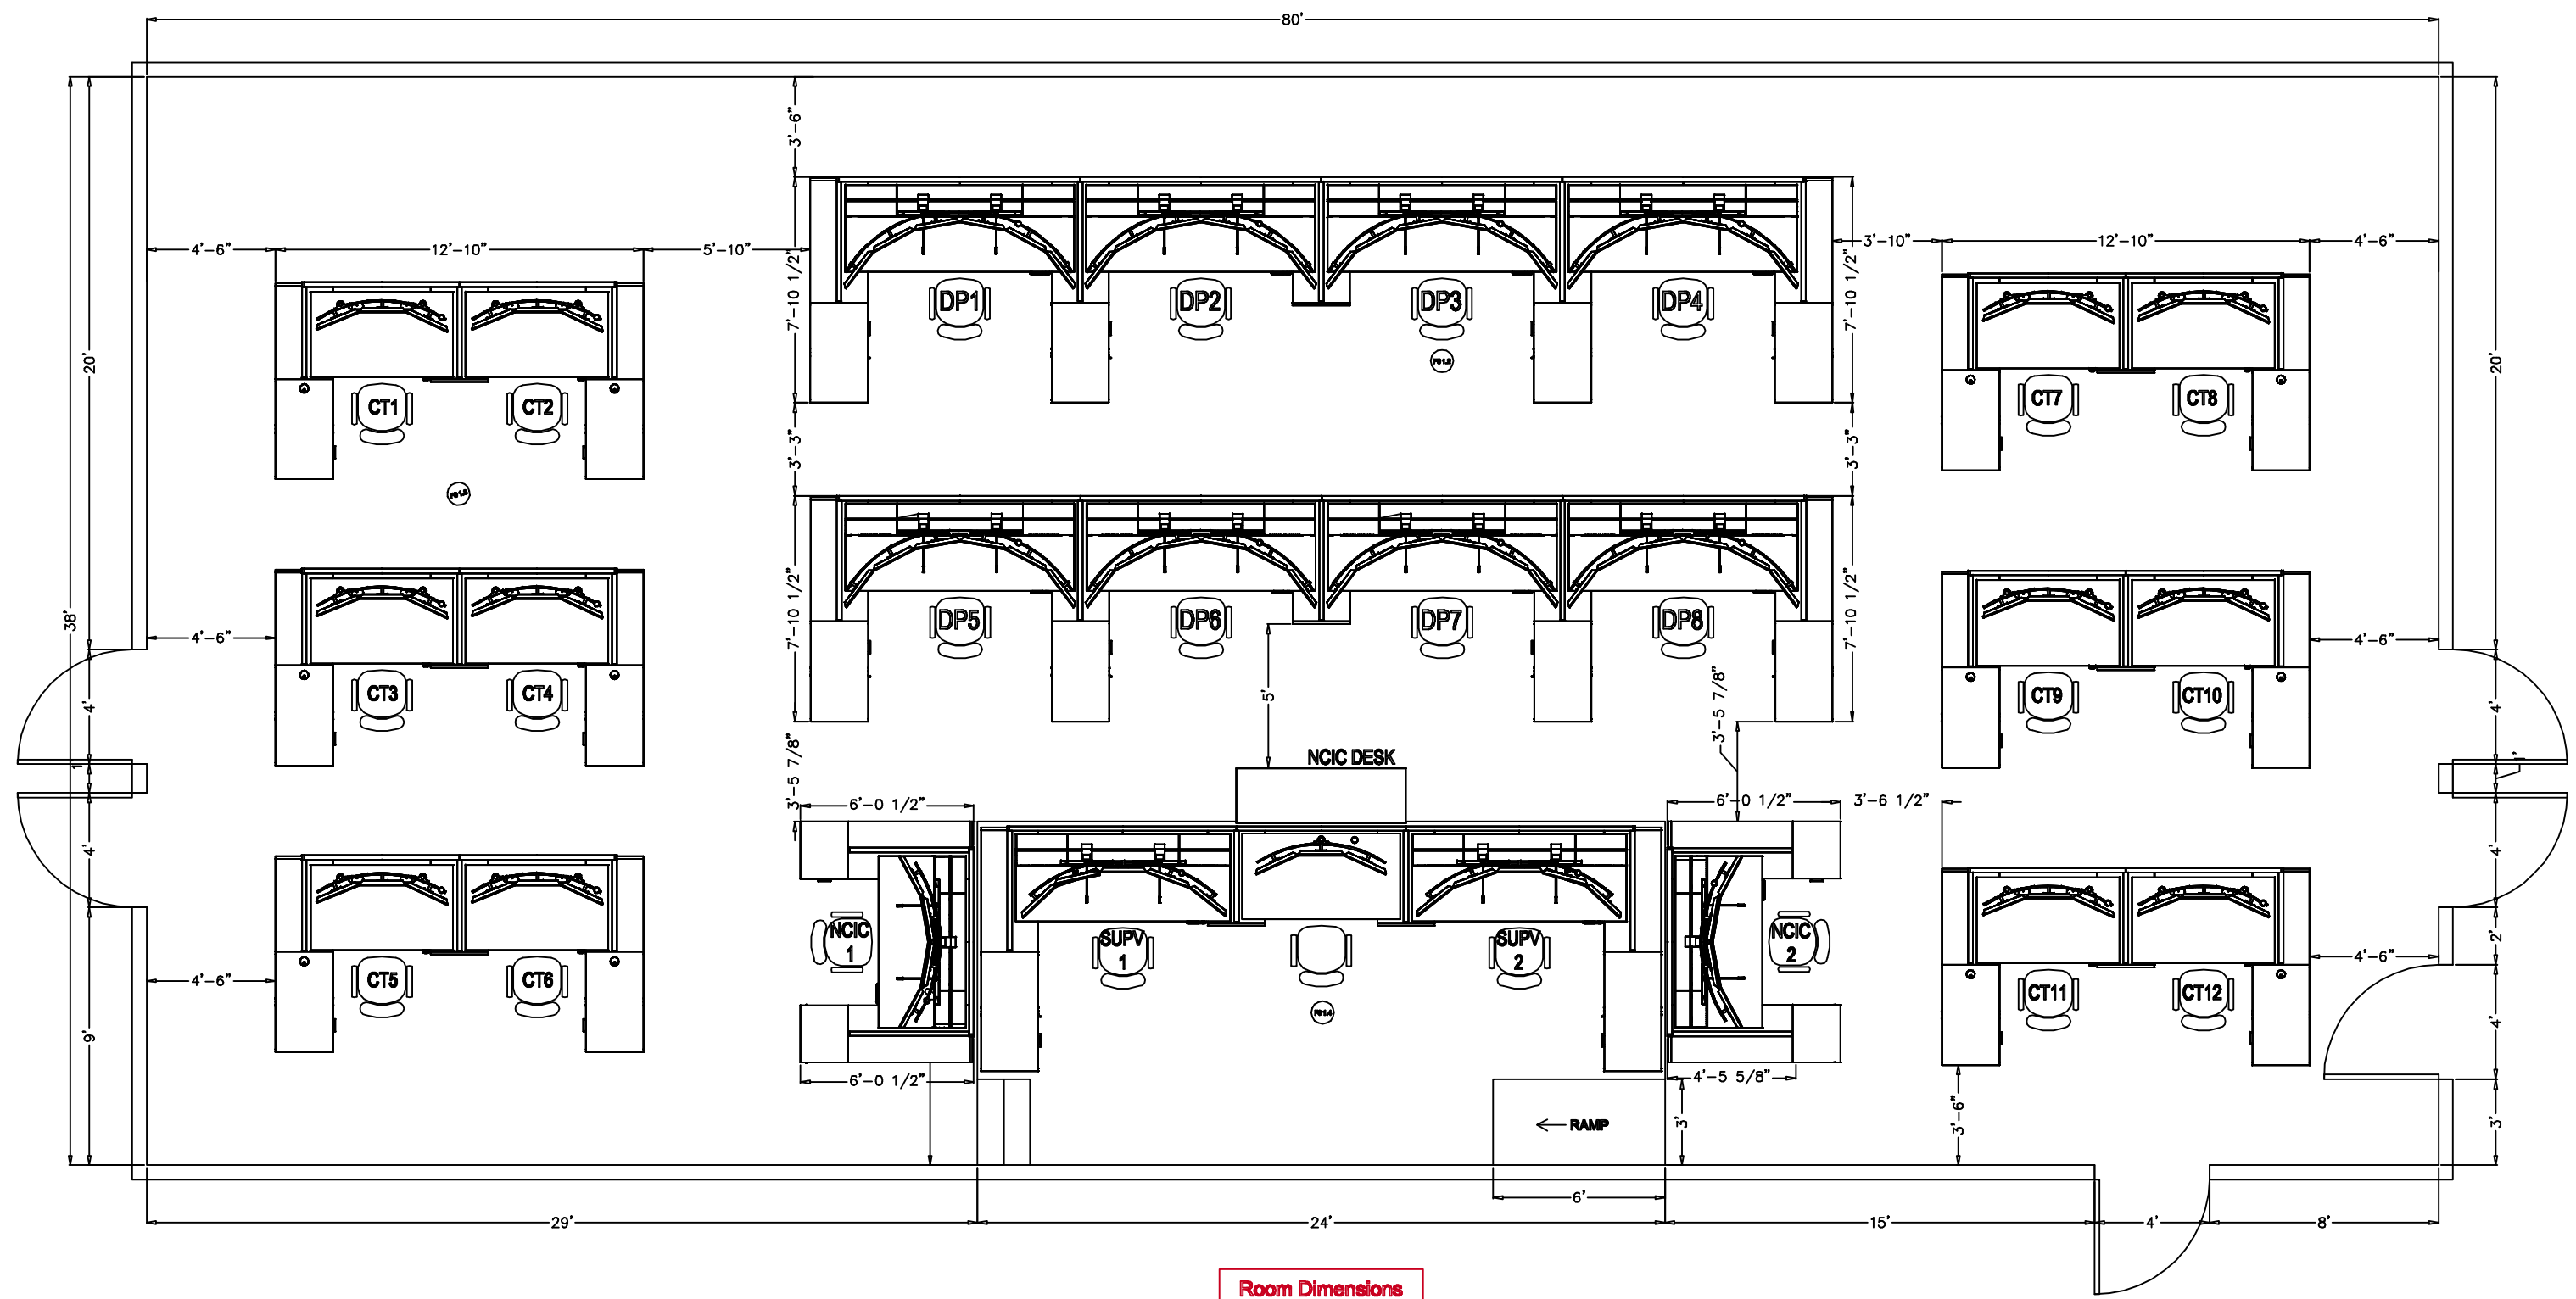 80'
3'-6"
4'-6"
12'-10"
5'-10"
3'-10"
12'-10"
4'-6"
7'-10 1/2"
7'-10 1/2"
DP1
DP2
DP3
DP4
20'
20'
CT1
CT2
CT7
CT8
3'-3"
3'-3"
38'
DP5
DP6
DP7
DP8
7'-10 1/2"
7'-10 1/2"
4'-6"
4'-6"
CT3
CT4
5'
3'-5 7/8"
CT9
CT10
4'
4'
NCIC DESK
3'-5 7/8"
1'
1'
6'-0 1/2"
6'-0 1/2"
3'-6 1/2"
4'
4'
NCIC
1
SUPV
1
SUPV
2
NCIC
2
2'
4'-6"
4'-6"
CT5
CT6
CT11
CT12
9'
4'
6'-0 1/2"
4'-5 5/8"
3'-6"
3'
3'
RAMP
6'
29'
24'
15'
4'
8'
Room Dimensions